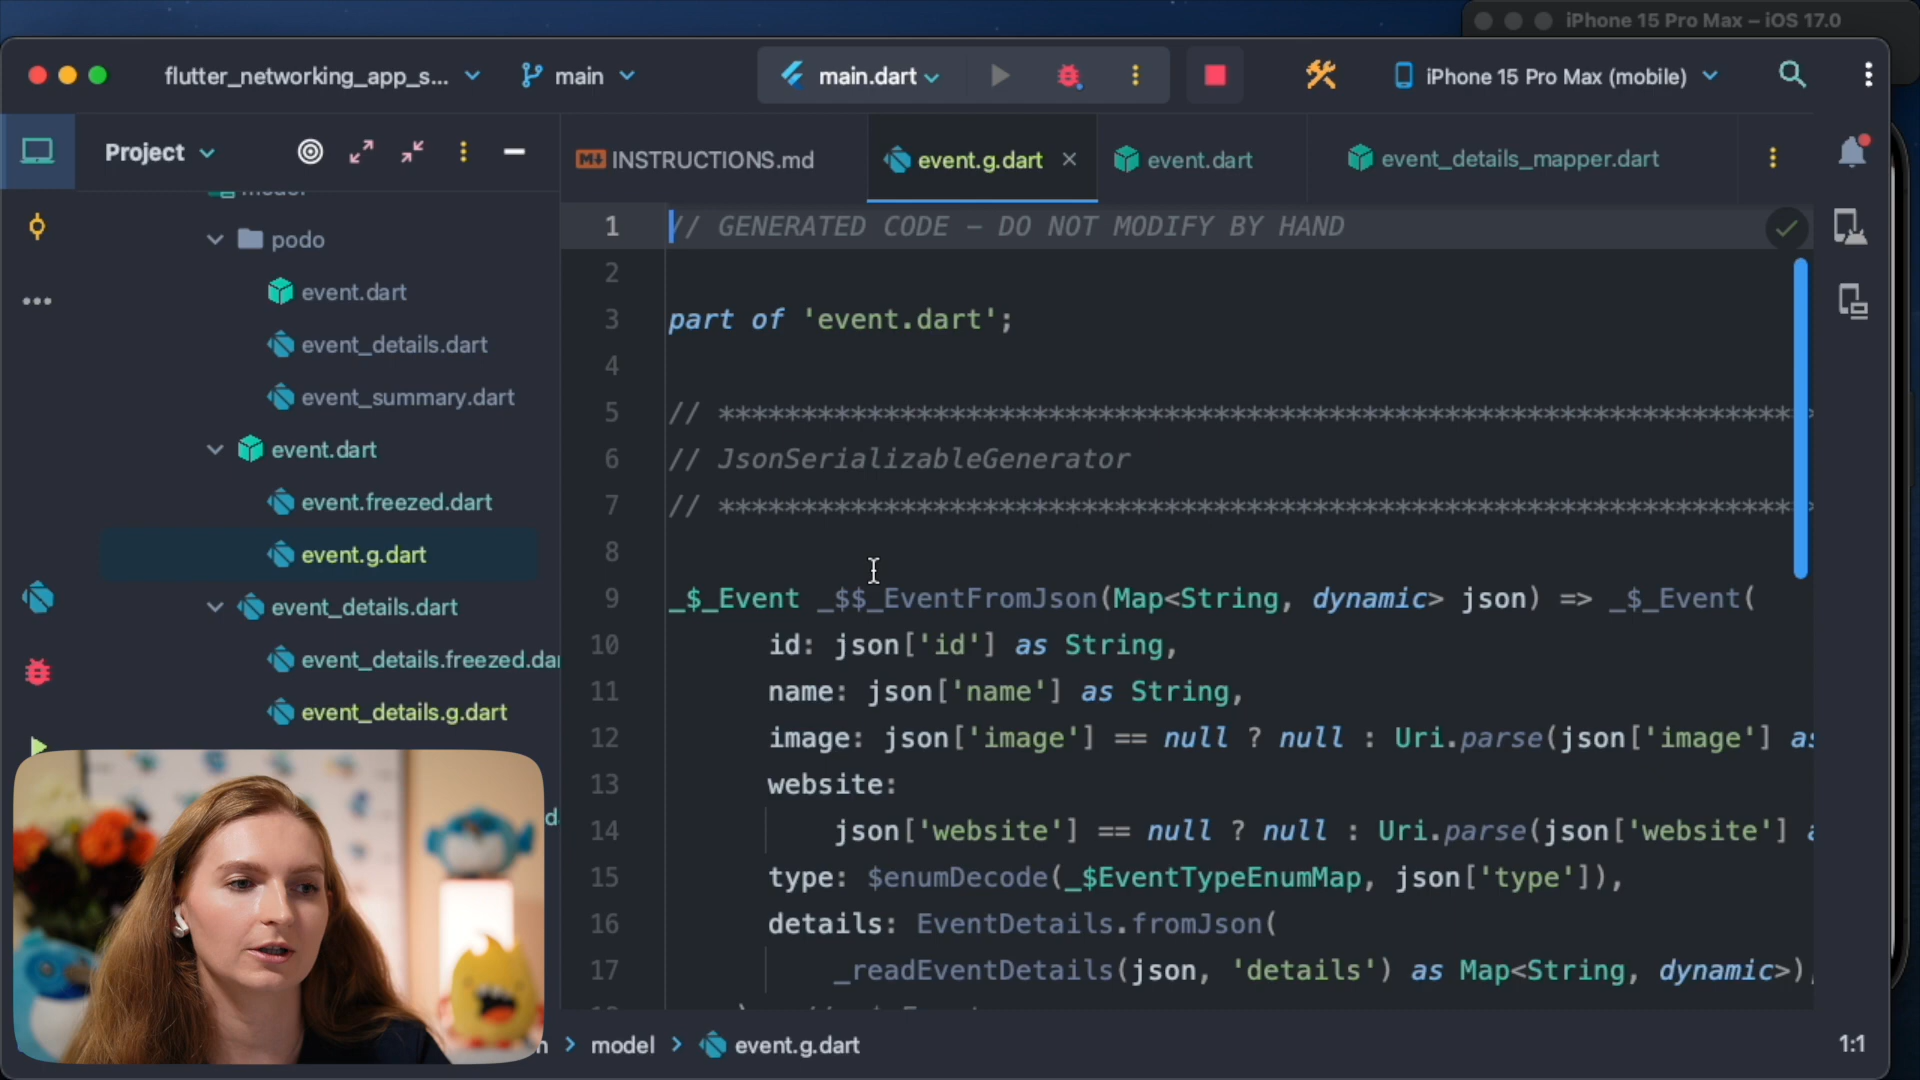 iPhone 15 Pro Max – iOS 17.0
flutter_networking_app_s...
main
main.dart
iPhone 15 Pro Max (mobile)
Project
INSTRUCTIONS.md
event.g.dart
event.dart
event_details_mapper.dart
podo
event.dart
event_details.dart
event_summary.dart
event.dart
event.freezed.dart
event.g.dart
event_details.dart
event_details.freezed.da
event_details.g.dart
1 // GENERATED CODE - DO NOT MODIFY BY HAND
2
3 part of 'event.dart';
4
5 // *****************************************************************
6 // JsonSerializableGenerator
7 // *****************************************************************
8
9 _$_Event _$$_EventFromJson(Map<String, dynamic> json) => _$_Event(
10 id: json['id'] as String,
11 name: json['name'] as String,
12 image: json['image'] == null ? null : Uri.parse(json['image'] as
13 website:
14 json['website'] == null ? null : Uri.parse(json['website'] a
15 type: $enumDecode(_$EventTypeEnumMap, json['type']),
16 details: EventDetails.fromJson(
17 _readEventDetails(json, 'details') as Map<String, dynamic>),
n > model > event.g.dart
1:1